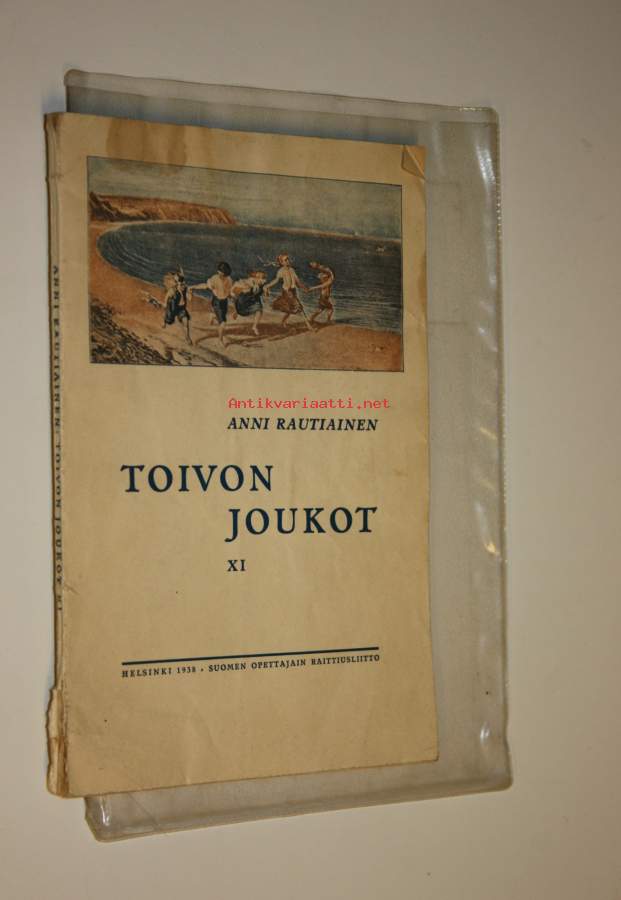 Antikvariaatti.net
ANNI RAUTIAINEN
TOIVON
JOUKOT
XI
HELSINKI 1938 • SUOMEN OPETTAJAIN RAITTIUSLIITTO
ANNI RAUTIAINEN: TOIVON JOUKOT XI